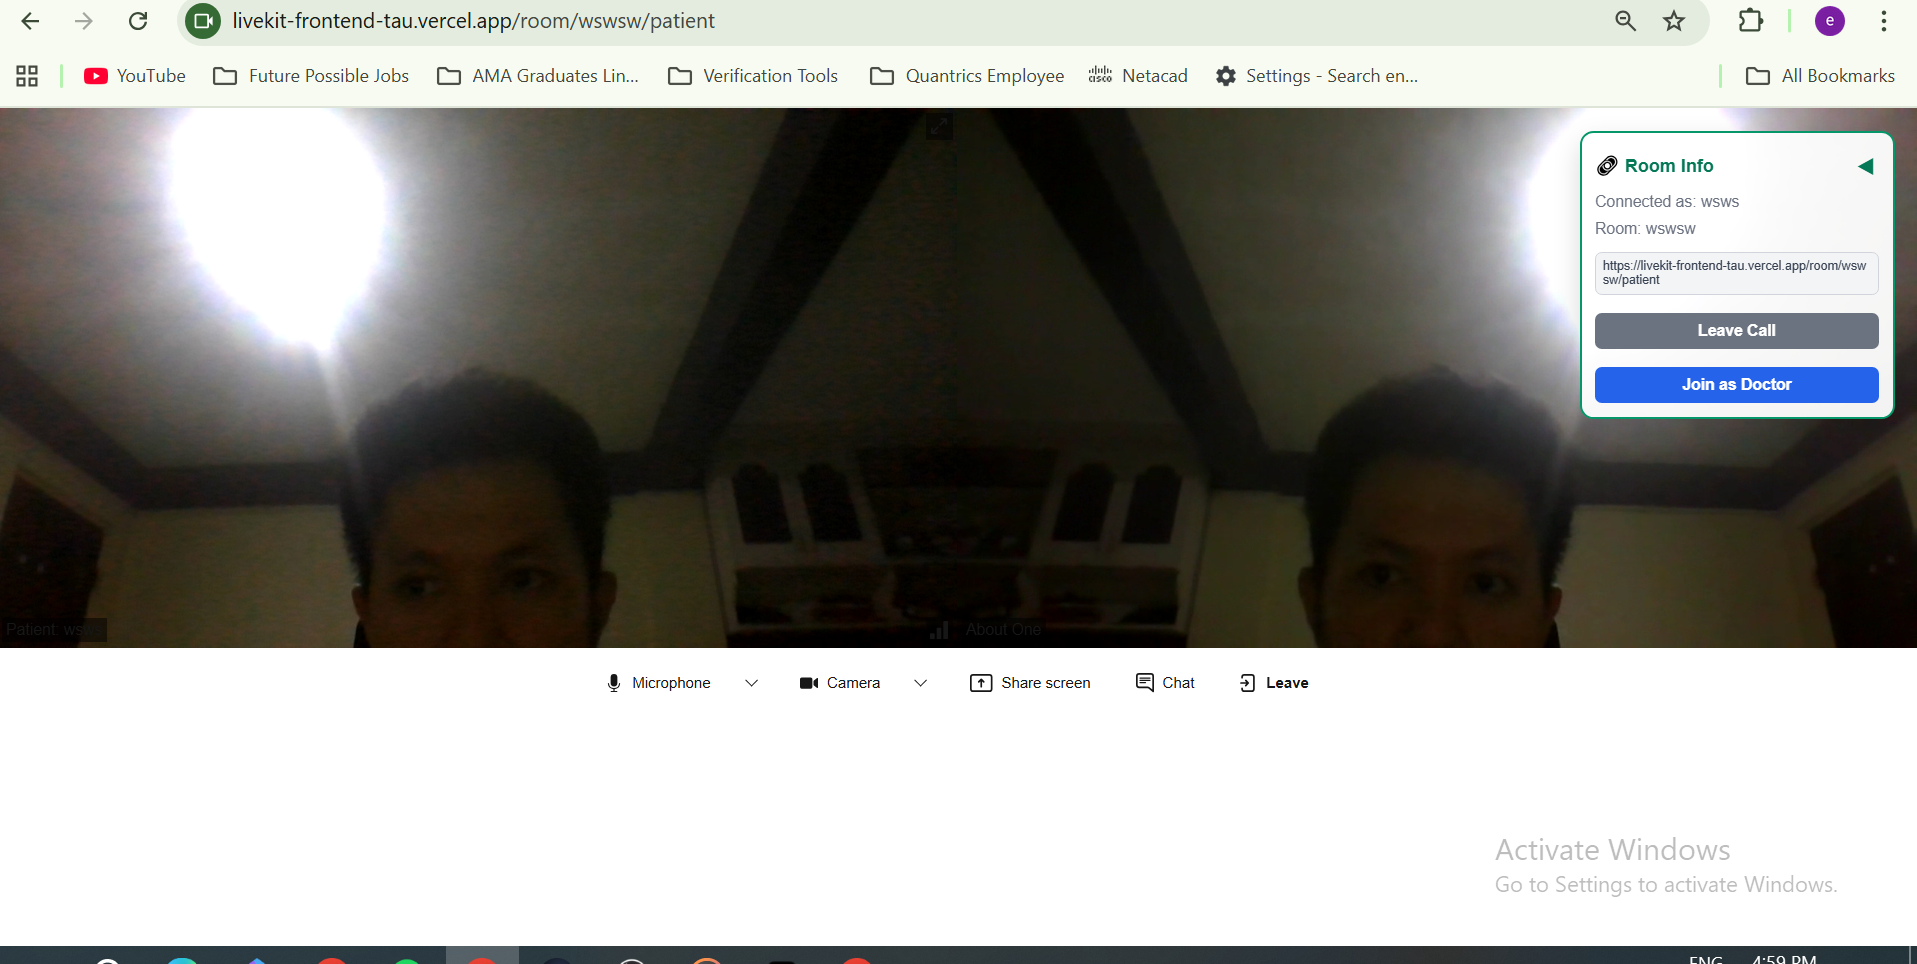 livekit-frontend-tau.vercel.app/room/wswsw/patient
e
YouTube
Future Possible Jobs
AMA Graduates Lin...
Verification Tools
Quantrics Employee
CISCO
Netacad
Settings - Search en...
All Bookmarks
Room Info
Connected as: wsws
Room: wswsw
https://livekit-frontend-tau.vercel.app/room/wsw
sw/patient
Leave Call
Join as Doctor
Patient:
About One
Microphone
Camera
Share screen
Chat
Leave
Activate Windows
Go to Settings to activate Windows.
ENG
4:59 PM